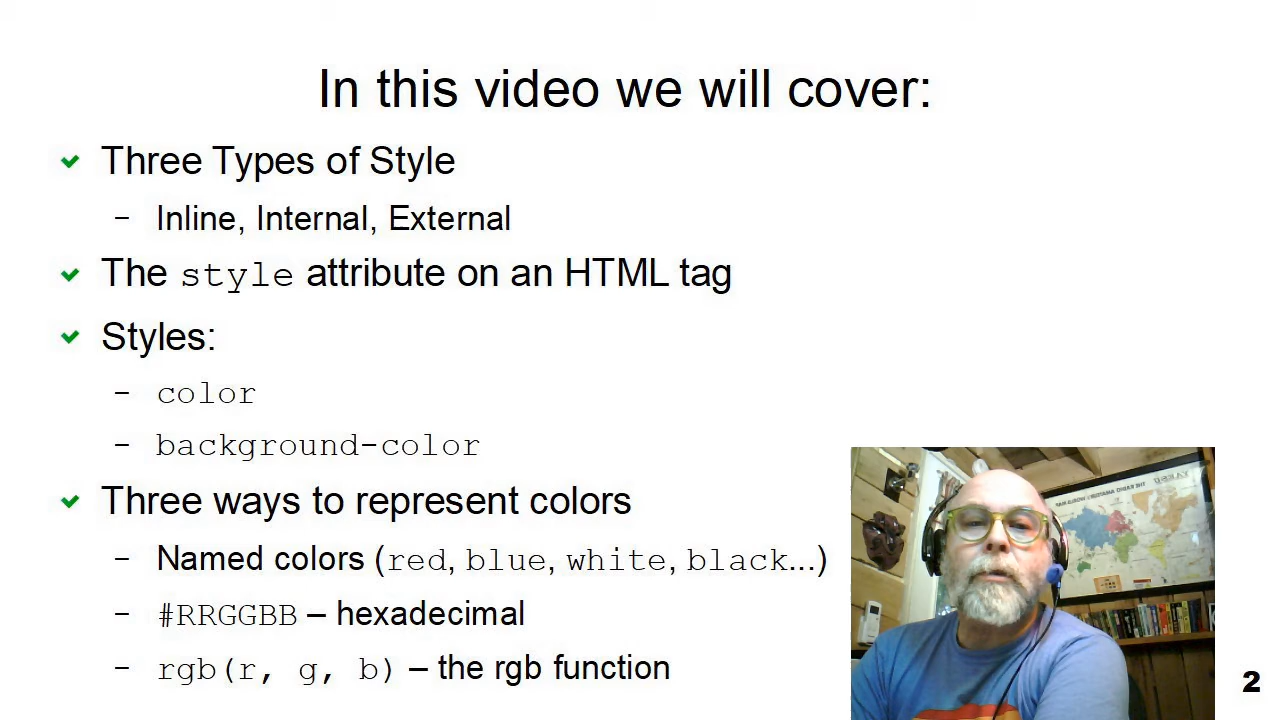 In this video we will cover:
Three Types of Style
– Inline, Internal, External
The style attribute on an HTML tag
Styles:
– color
– background-color
Three ways to represent colors
– Named colors (red, blue, white, black...)
– #RRGGBB – hexadecimal
– rgb(r, g, b) – the rgb function
2